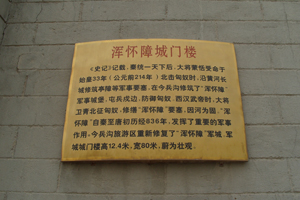 浑怀障城门楼
《史记》记载,秦统一天下后,大将蒙恬受命于
始皇33年(公元前214年)北击匈奴时,沿黄河长
城修筑亭障等军事要塞,在今兵沟修筑了“浑怀障”
军事城堡,屯兵戍边,防御匈奴。西汉武帝时,大将
卫青北征匈奴,修缮“浑怀障”要塞,因河为固。“浑
怀障”自秦至唐初历经836年,发挥了重要的军事
作用。今兵沟旅游区重新修复了“浑怀障”军城,军
城城门楼高12.4米,宽80米,蔚为壮观。